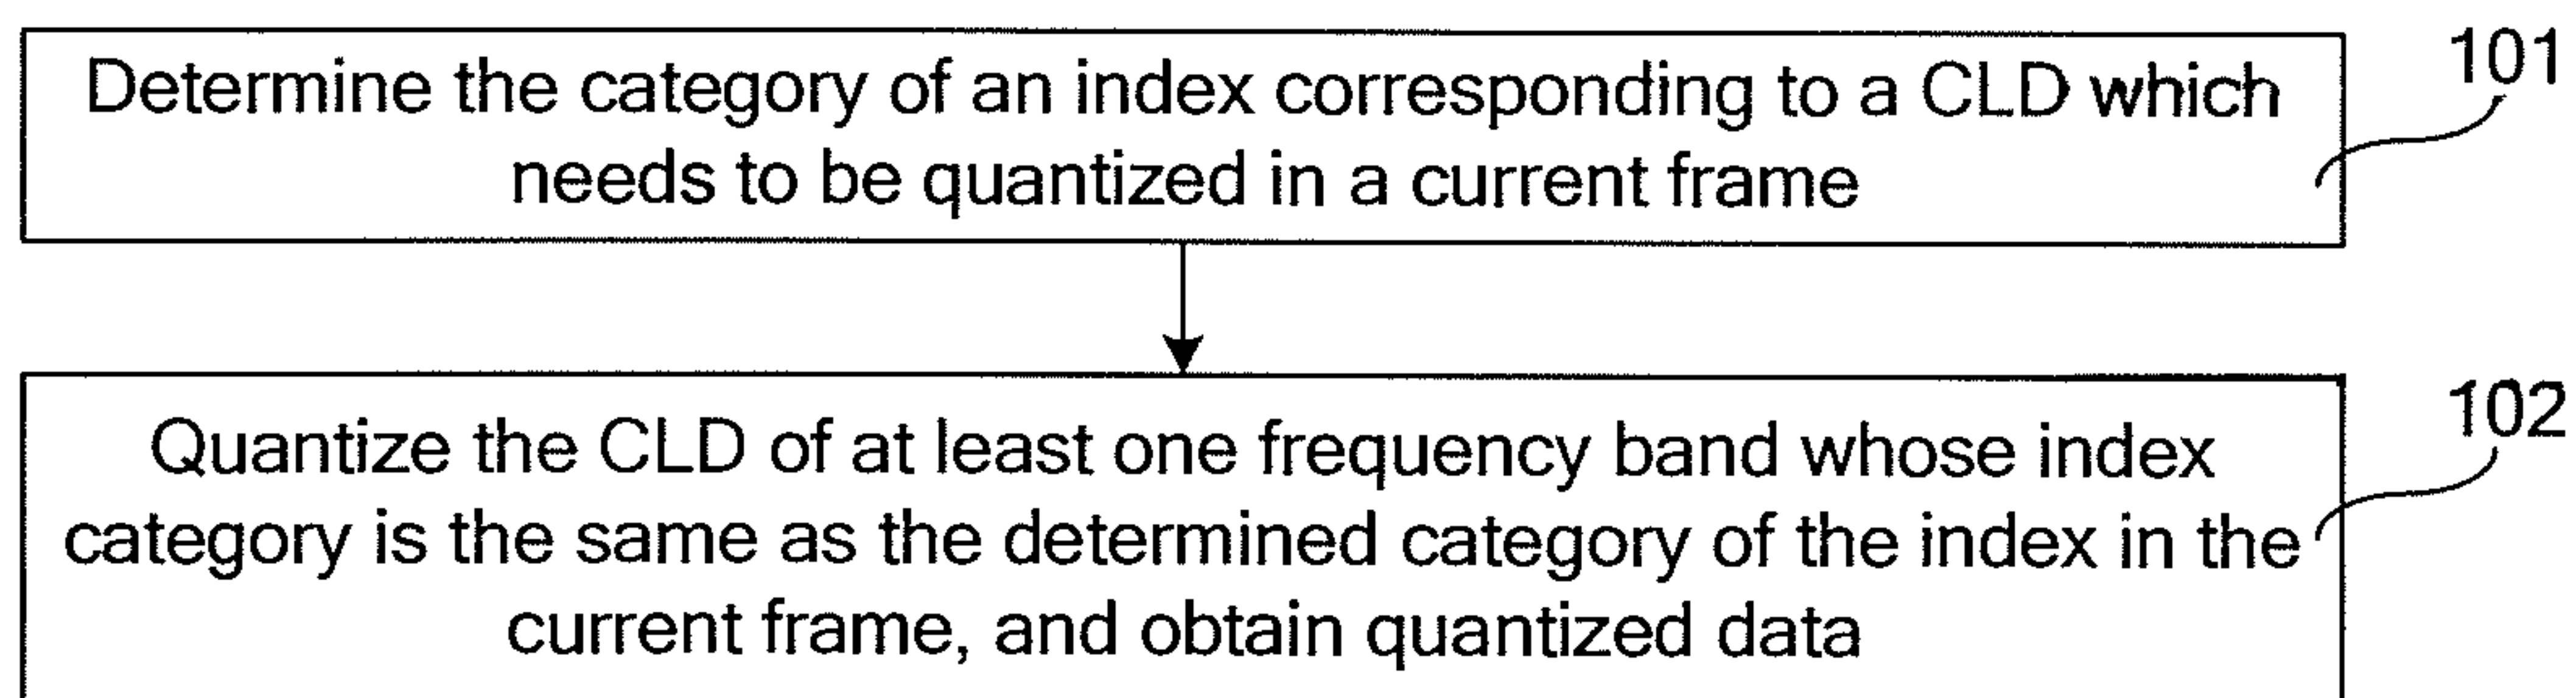 Determine the category of an index corresponding to a CLD which
needs to be quantized in a current frame
101
Quantize the CLD of at least one frequency band whose index
category is the same as the determined category of the index in the
current frame, and obtain quantized data
102